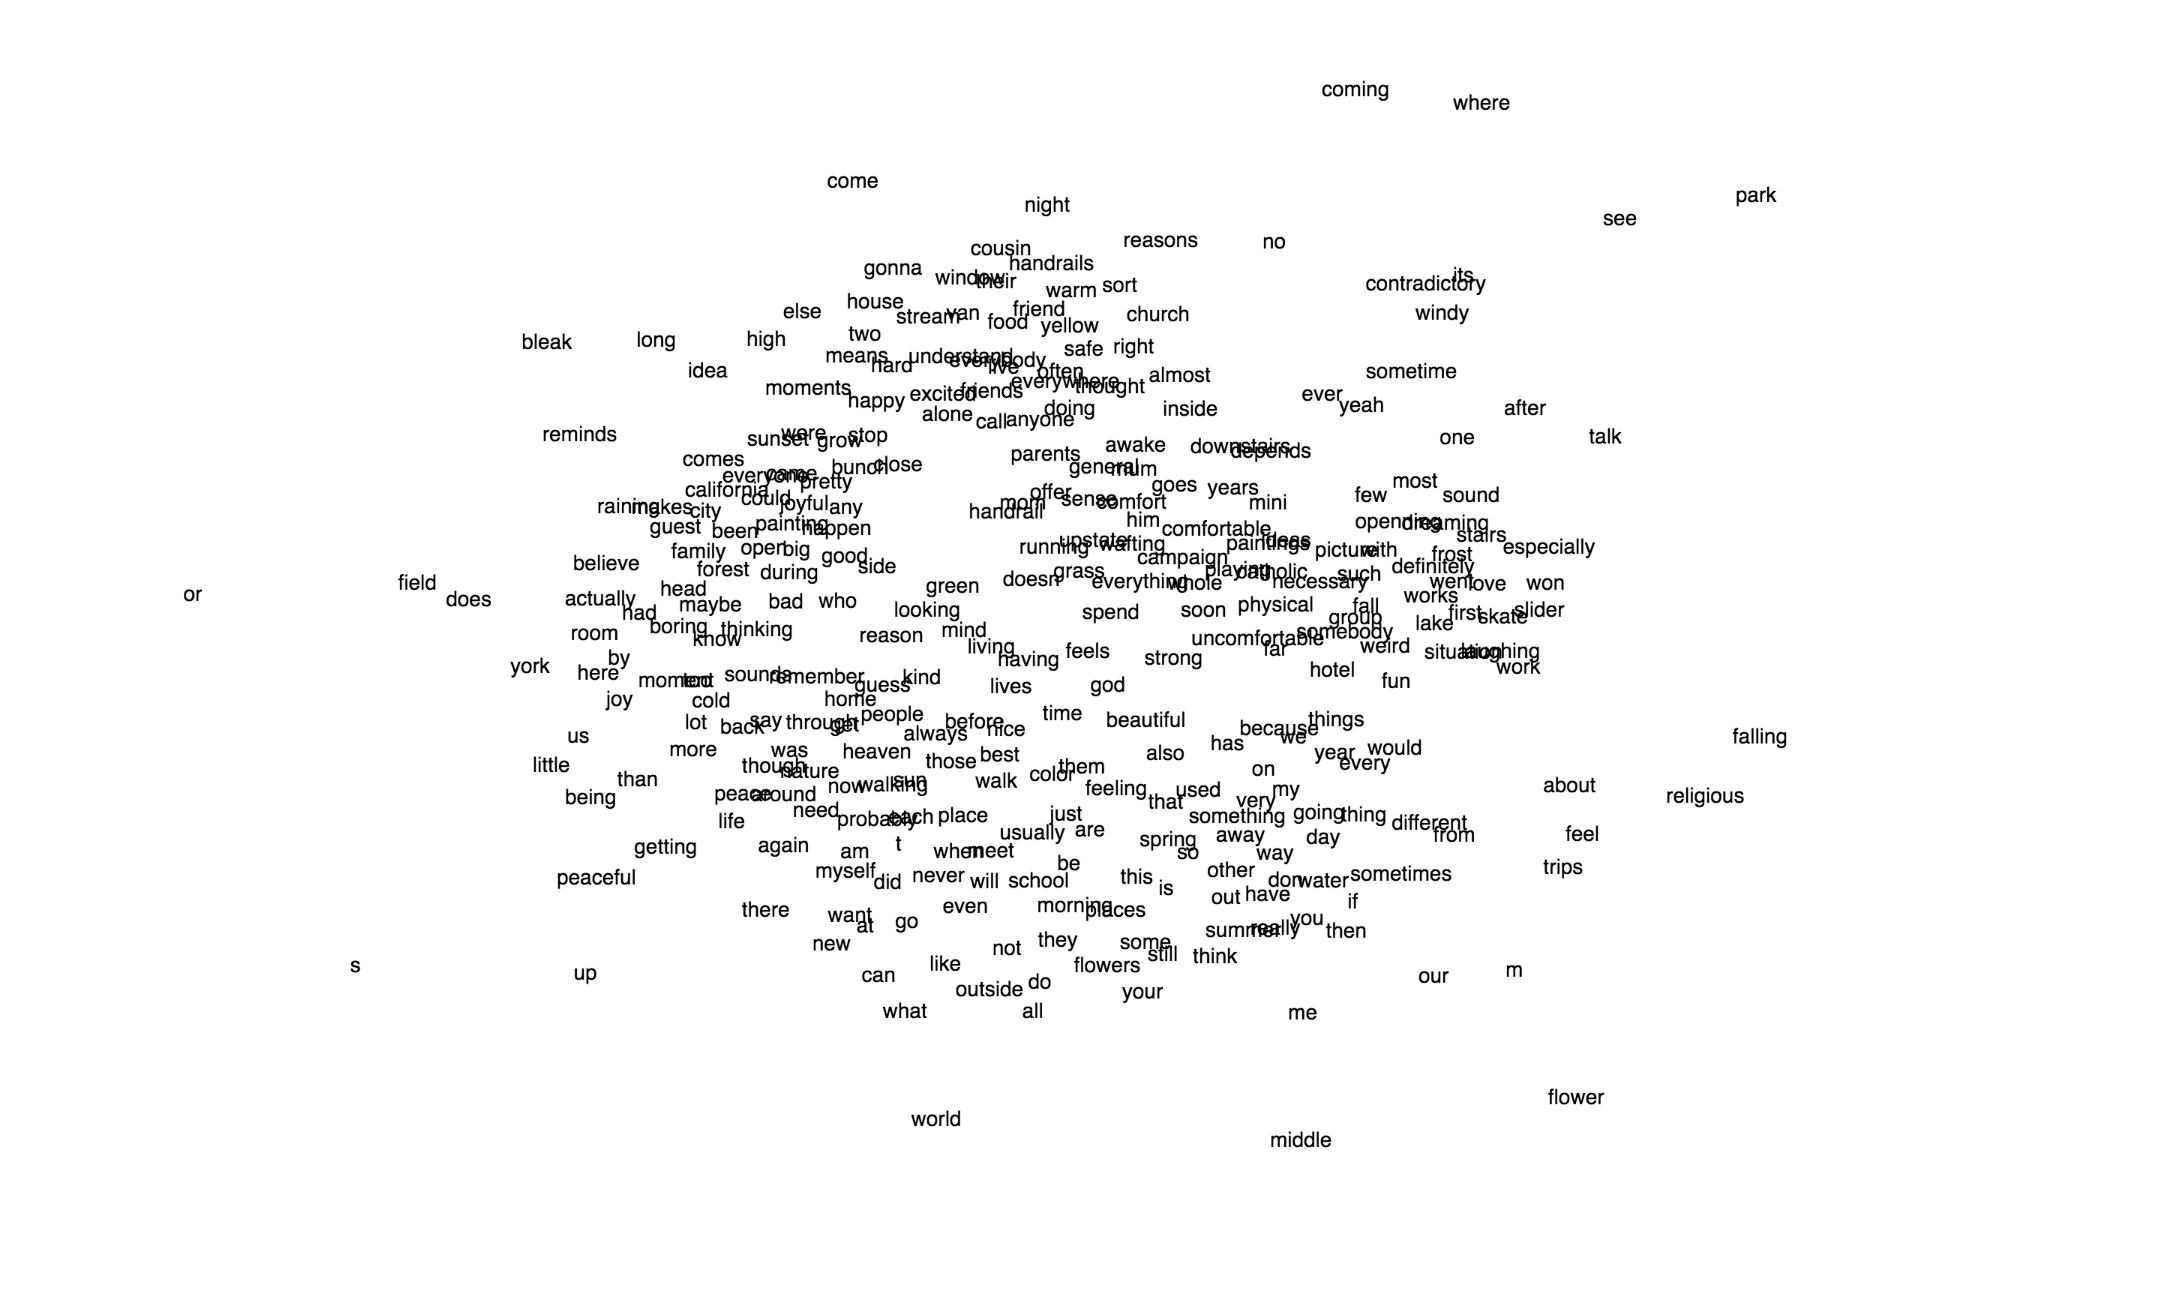 coming
where
come
park
night
see
reasons no
cousin
handrails
gonna window their
its
contradictory
warm sort
house
friend
else stream van church windy
food yellow
two
bleak long high
safe right
means understand everybody
hard live
idea often sometime
everywhere almost
moments friends thought
happy excited ever
yeah
alone doing inside after
call anyone
reminds were stop one talk
sunset grow
awake downstairs
depends
comes parents
bunch close general mum
everyone came
pretty most
california goes years
could offer few sound
raining makes city joyful any mom sense comfort mini
handrail
guest been painting happen him comfortable opening dreaming
stairs
family open big running upstate wafting paintings ideas picture with especially
good campaign frost
believe forest during side grass playing catholic such definitely
or field doesn everything whole necessary went love won
green
does actually head maybe bad who works
had looking spend soon physical fall first skate slider
room boring thinking mind group lake
know reason uncomfortable somebody
living far weird
york by having feels strong situation laughing
here work
moment too tent sounds remember kind hotel
guess lives god fun
joy cold home
lot say through get people time beautiful things
us back before nice because
always we falling
more was heaven has year would
those best also
little though nature color them on every
than now walking sun walk about
being peace around feeling used my religious
need that very
life probably each place just something going thing different
usually are feel
getting again t spring away day from
am when meet so way
be
peaceful myself never this other sometimes trips
did will school is don water
out have if
there want even morning places
at go you
summer really then
new not they some
still think
s up like flowers our m
can
outside do your
what all me
flower
world
middle